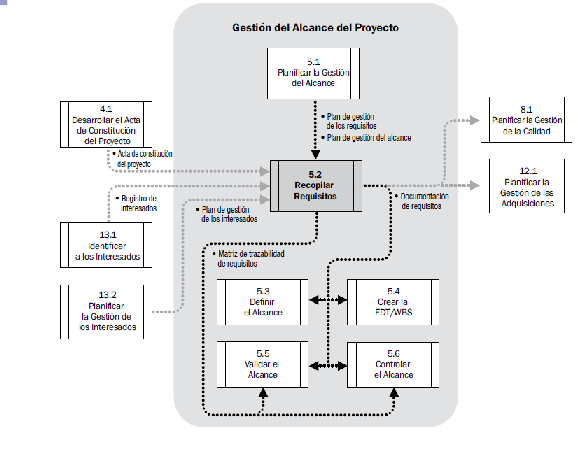 Gestión del Alcance del Proyecto
5.1
Planificar la Gestión
del Alcance
4.1
Desarrollar el Acta
de Constitución
del Proyecto
• Plan de gestión
de los requisitos
• Plan de gestión del alcance
8.1
Planificar la Gestión
de la Calidad
• Acta de constitución
del proyecto
5.2
Recopilar
Requisitos
12.1
Planificar la
Gestión de las
Adquisiciones
• Registro de
interesados
• Plan de gestión
de los interesados
• Documentación
de requisitos
13.1
Identificar
a los Interesados
• Matriz de trazabilidad
de requisitos
13.2
Planificar
la Gestión de
los Interesados
5.3
Definir
el Alcance
5.4
Crear la
EDT/WBS
5.5
Validar el
Alcance
5.6
Controlar
el Alcance